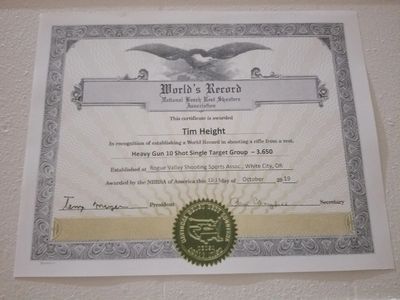 World's Record
National Bench Rest Shooters
Association
This certificate is awarded
Tim Height
In recognition of establishing a World Record in shooting a rifle from a rest.
Heavy Gun 10 Shot Single Target Group – 3.650
Established at Rogue Valley Shooting Sports Assoc., White City, OR
Awarded by the NBRSA of America this day of October 19
President
Secretary